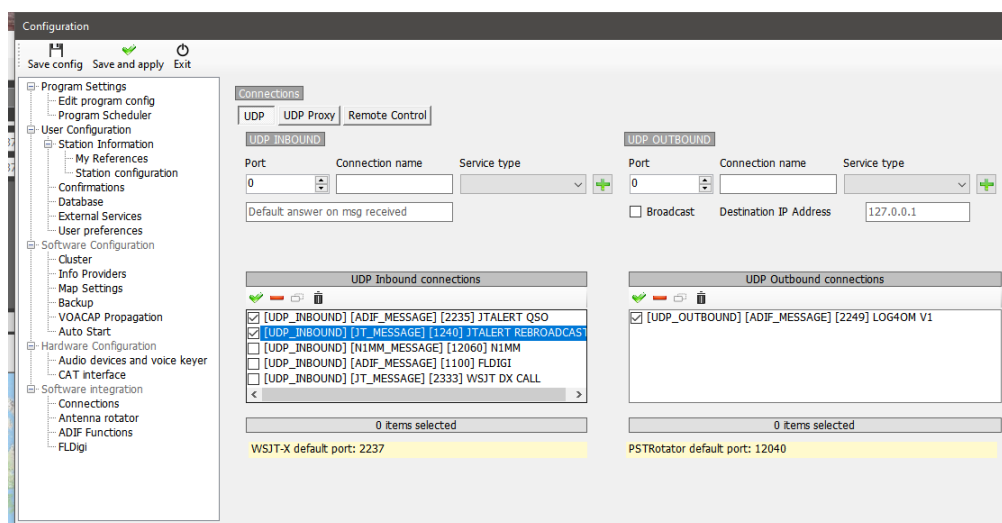 Configuration
Save config Save and apply Exit
Program Settings
Edit program config
Program Scheduler
User Configuration
Station Information
My References
Station configuration
Confirmations
Database
External Services
User preferences
Software Configuration
Cluster
Info Providers
Map Settings
Backup
VOACAP Propagation
Auto Start
Hardware Configuration
Audio devices and voice keyer
CAT interface
Software integration
Connections
Antenna rotator
ADIF Functions
FLDigi
Connections
UDP UDP Proxy Remote Control
UDP INBOUND
Port Connection name Service type
0
Default answer on msg received
UDP Inbound connections
[UDP_INBOUND] [ADIF_MESSAGE] [2235] JTALERT QSO
[UDP_INBOUND] [JT_MESSAGE] [1240] JTALERT REBROADCAST
[UDP_INBOUND] [N1MM_MESSAGE] [12060] N1MM
[UDP_INBOUND] [ADIF_MESSAGE] [1100] FLDIGI
[UDP_INBOUND] [JT_MESSAGE] [2333] WSJT DX CALL
0 items selected
WSJT-X default port: 2237
UDP OUTBOUND
Port Connection name Service type
0
Broadcast Destination IP Address 127.0.0.1
UDP Outbound connections
[UDP_OUTBOUND] [ADIF_MESSAGE] [2249] LOG4OM V1
0 items selected
PSTRotator default port: 12040